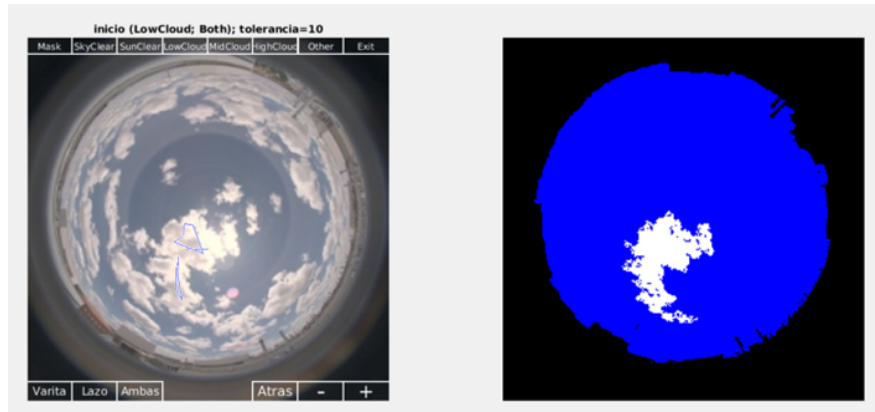 inicio (LowCloud; Both); tolerancia=10
Mask SkyClear SunClear LowCloud MidCloud HighCloud Other Exit
Varita Lazo Ambas Atras - +